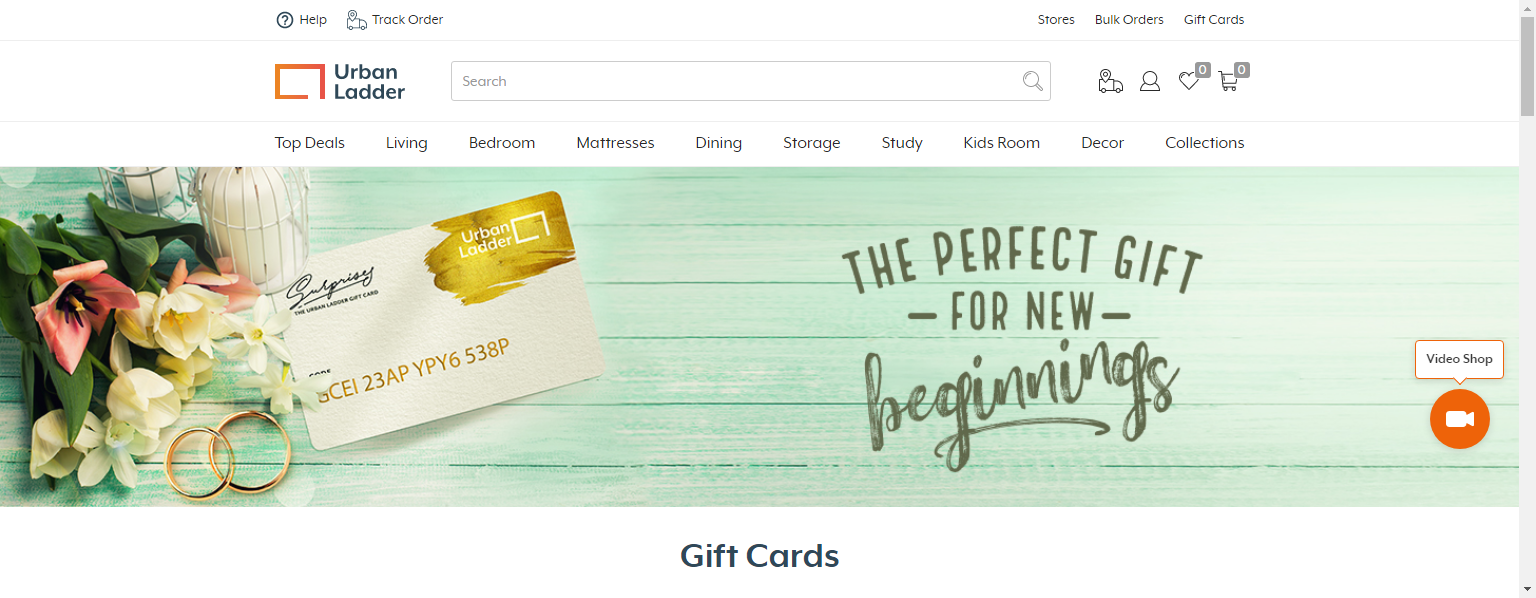 Help
Track Order
Stores
Bulk Orders
Gift Cards
Urban
Ladder
Search
0
0
Top Deals
Living
Bedroom
Mattresses
Dining
Storage
Study
Kids Room
Decor
Collections
Urban
Ladder
Surprises
THE URBAN LADDER GIFT CARD
GCEI 23AP YPY6 538P
THE PERFECT GIFT
FOR NEW
beginnings
Video Shop
Gift Cards